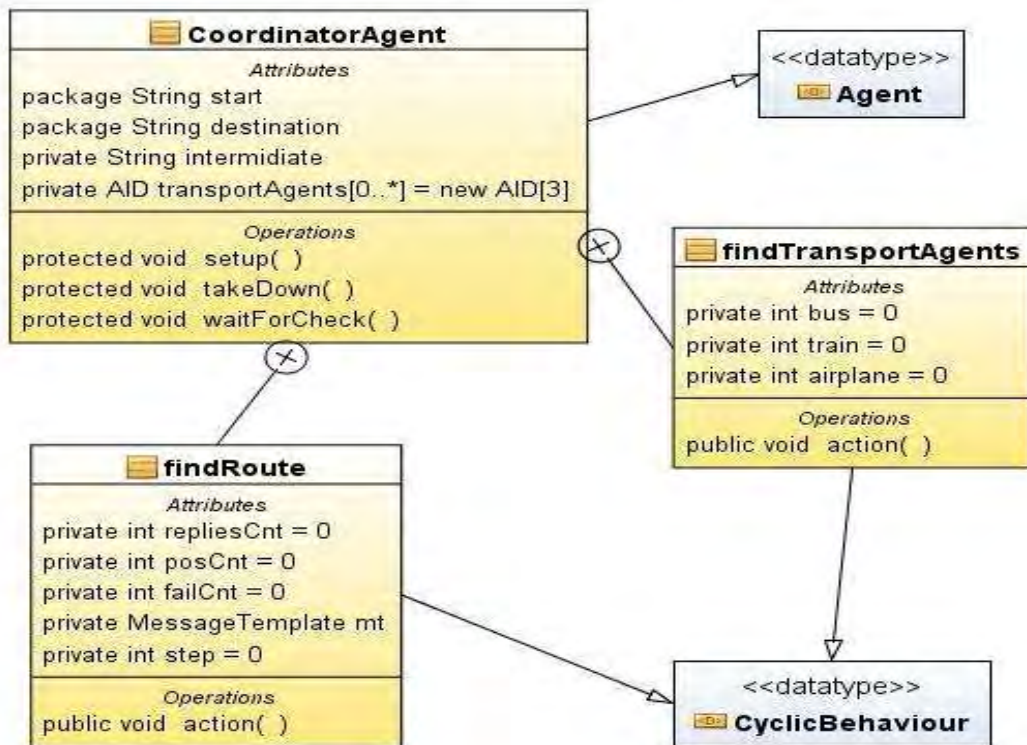 CoordinatorAgent
Attributes
package String start
package String destination
private String intermidiate
private AID transportAgents[0..*] = new AID[3]
Operations
protected void setup( )
protected void takeDown( )
protected void waitForCheck( )
<<datatype>>
Agent
findTransportAgents
Attributes
private int bus = 0
private int train = 0
private int airplane = 0
Operations
public void action( )
findRoute
Attributes
private int repliesCnt = 0
private int posCnt = 0
private int failCnt = 0
private MessageTemplate mt
private int step = 0
Operations
public void action( )
<<datatype>>
CyclicBehaviour